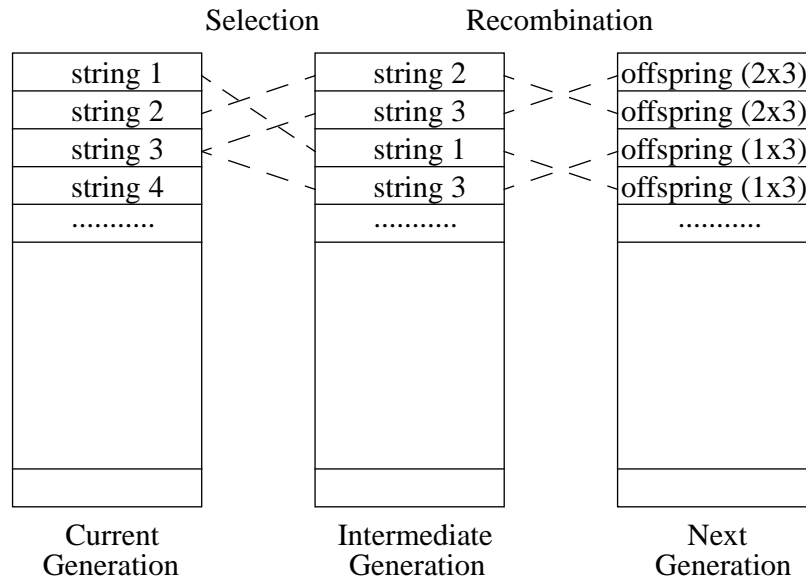 Selection Recombination
string 1 string 2 offspring (2x3)
string 2 string 3 offspring (2x3)
string 3 string 1 offspring (1x3)
string 4 string 3 offspring (1x3)
........... ........... ...........
Current Intermediate Next
Generation Generation Generation